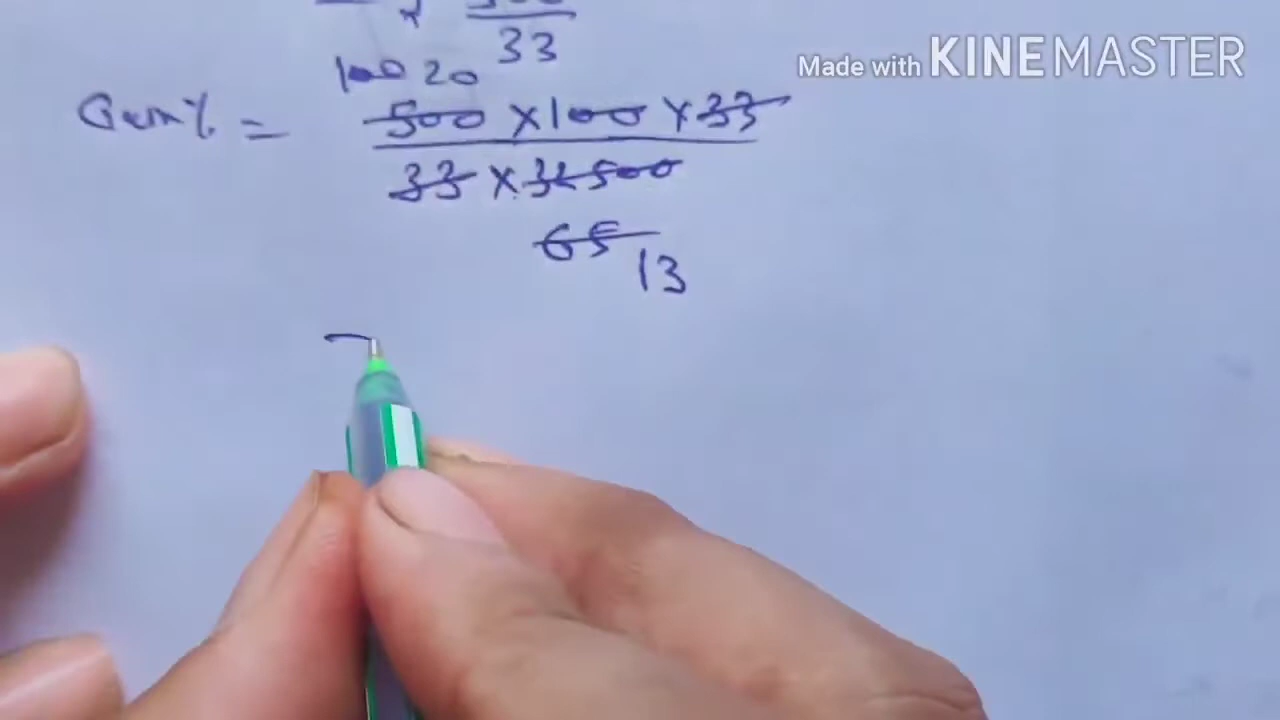 33
Made with KINEMASTER
100 20
Gain% = 500 × 100 × 33
33 × 32500
65
13